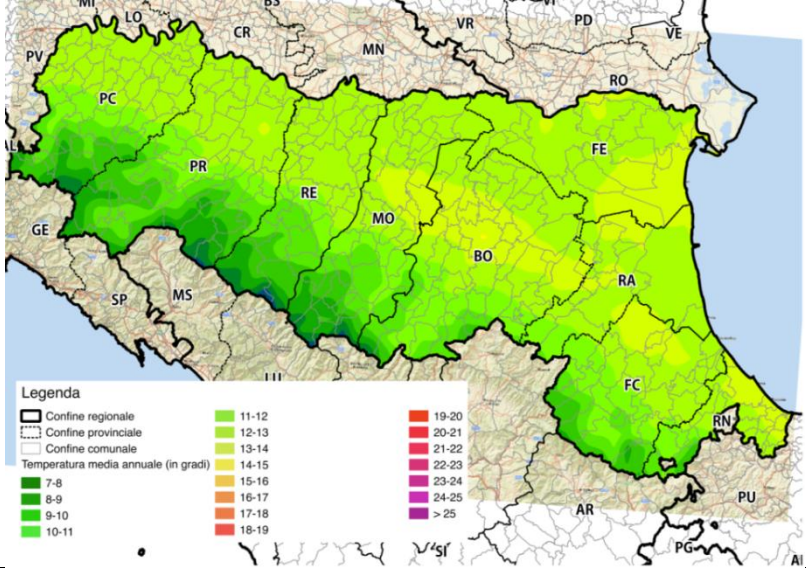 MI
LO
BS
VI
CR
VR
PD
VE
PV
MN
RO
PC
AL
FE
PR
RE
MO
GE
BO
RA
SP
MS
LU
FC
RN
PU
AR
SI
PG
Legenda
Confine regionale
Confine provinciale
Confine comunale
Temperatura media annuale (in gradi)
7-8
8-9
9-10
10-11
11-12
12-13
13-14
14-15
15-16
16-17
17-18
18-19
19-20
20-21
21-22
22-23
23-24
24-25
> 25